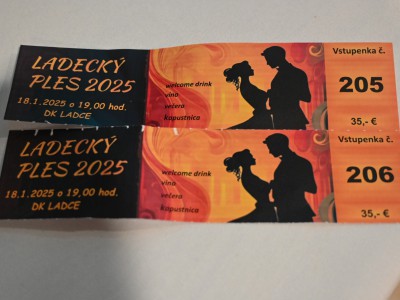 LADECKÝ
PLES 2025
18.1.2025 o 19,00 hod.
DK LADCE
welcome drink
víno
večera
kapustnica
Vstupenka č.
205
35,- €
LADECKÝ
PLES 2025
18.1.2025 o 19,00 hod.
DK LADCE
welcome drink
víno
večera
kapustnica
Vstupenka č.
206
35,- €